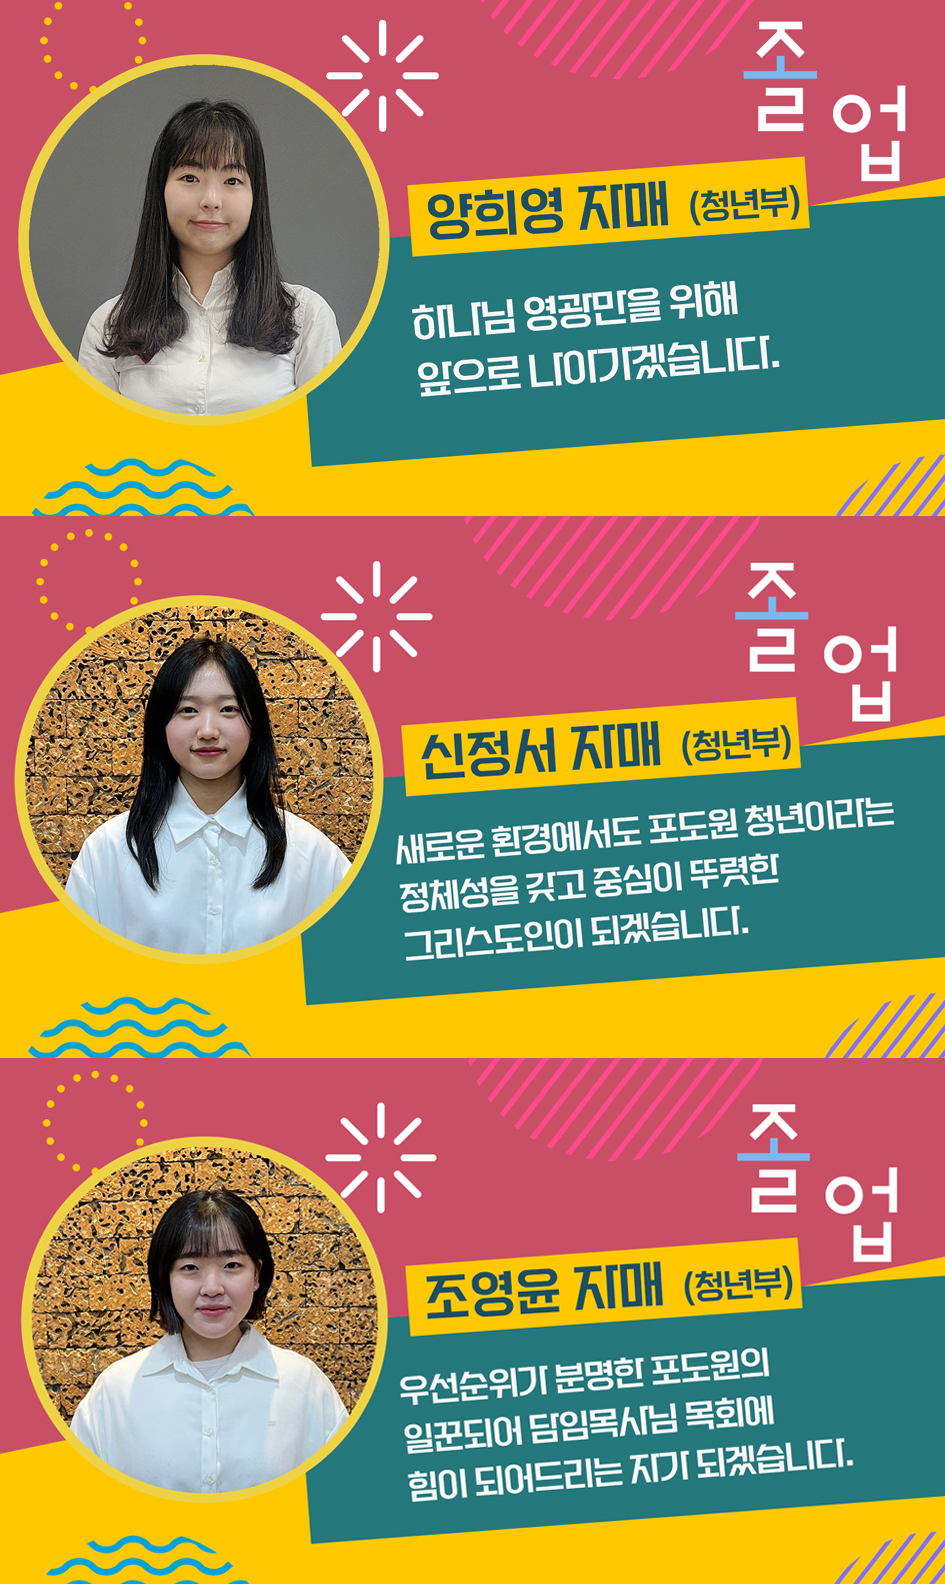 졸업
양희영 자매 (청년부)
하나님 영광만을 위해
앞으로 나아가겠습니다.
졸업
신정서 자매 (청년부)
새로운 환경에서도 포도원 청년이라는
정체성을 갖고 중심이 뚜렷한
그리스도인이 되겠습니다.
졸업
조영윤 자매 (청년부)
우선순위가 분명한 포도원의
일꾼되어 담임목사님 목회에
힘이 되어드리는 자가 되겠습니다.